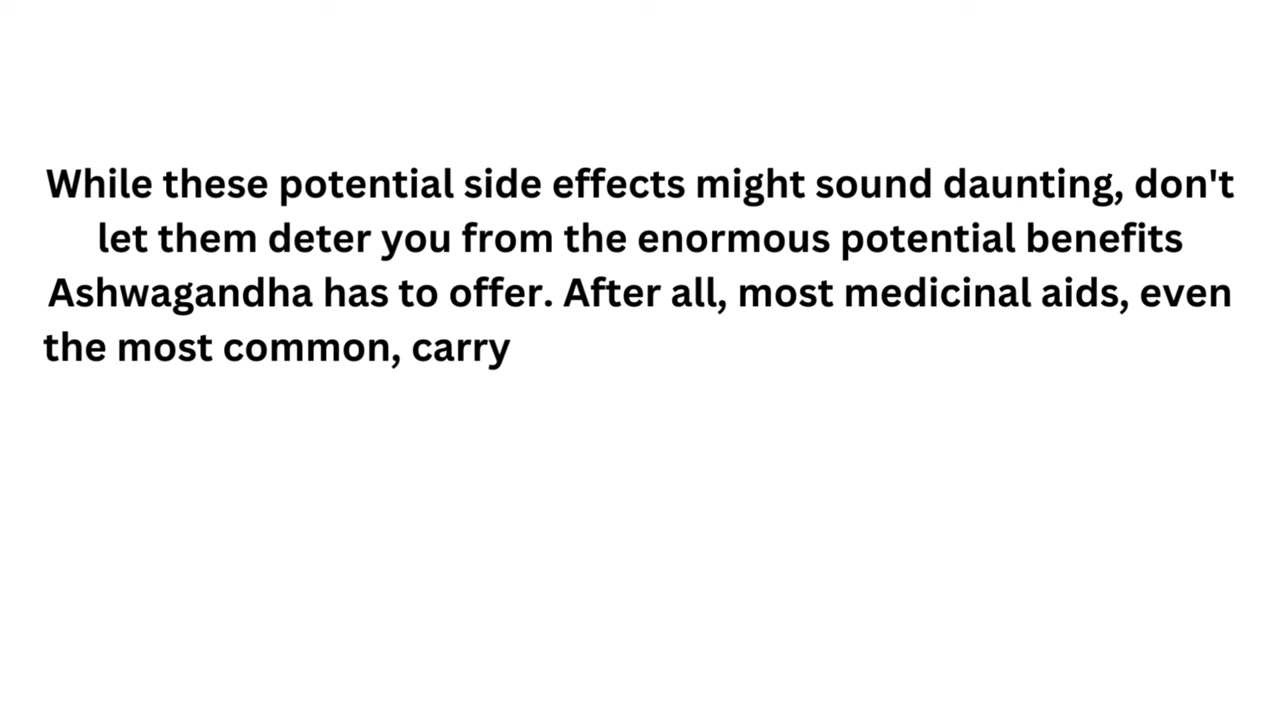 While these potential side effects might sound daunting, don't
let them deter you from the enormous potential benefits
Ashwagandha has to offer. After all, most medicinal aids, even
the most common, carry